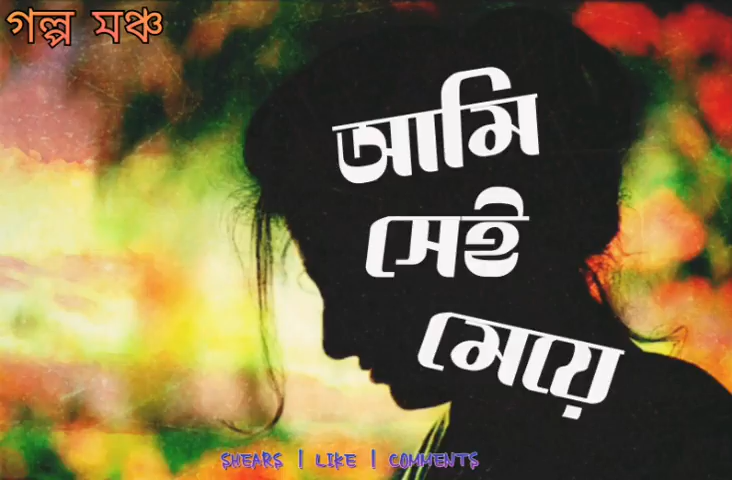 গল্প মঞ্চ
আমি
সেই
মেয়ে
SHEARS | LIKE | COMMENTS